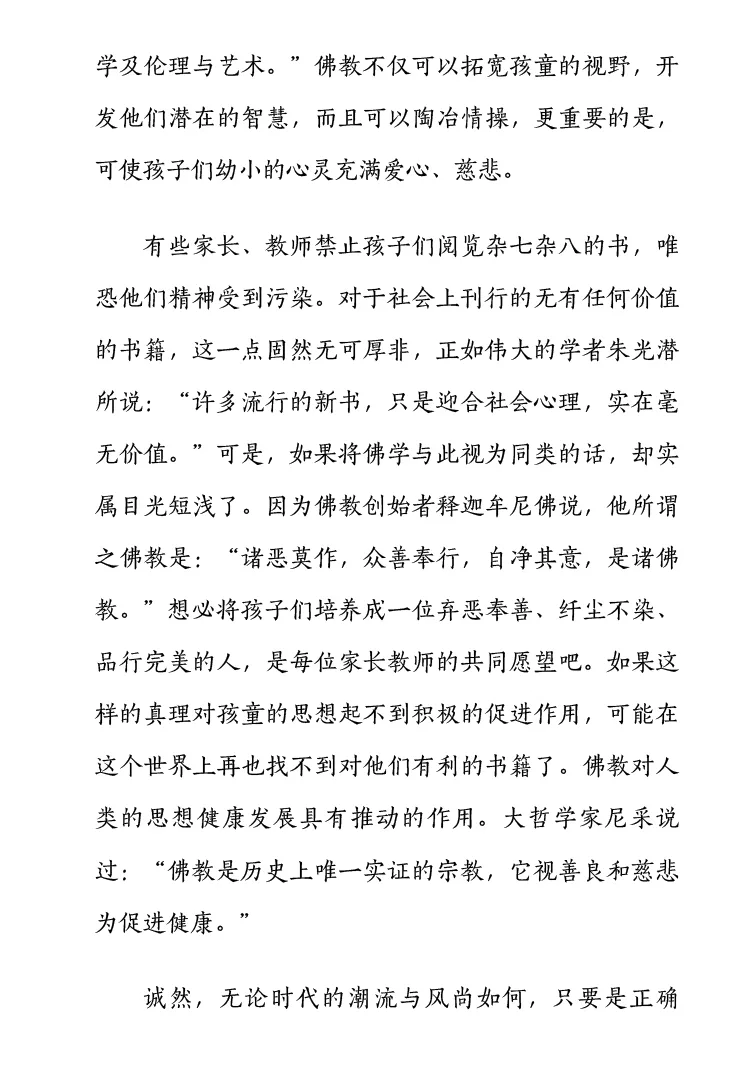 学及伦理与艺术。”佛教不仅可以拓宽孩童的视野，开
发他们潜在的智慧，而且可以陶冶情操，更重要的是，
可使孩子们幼小的心灵充满爱心、慈悲。
有些家长、教师禁止孩子们阅览杂七杂八的书，唯
恐他们精神受到污染。对于社会上刊行的无有任何价值
的书籍，这一点固然无可厚非，正如伟大的学者朱光潜
所说：“许多流行的新书，只是迎合社会心理，实在毫
无价值。”可是，如果将佛学与此视为同类的话，却实
属目光短浅了。因为佛教创始者释迦牟尼佛说，他所谓
之佛教是：“诸恶莫作，众善奉行，自净其意，是诸佛
教。”想必将孩子们培养成一位弃恶奉善、纤尘不染、
品行完美的人，是每位家长教师的共同愿望吧。如果这
样的真理对孩童的思想起不到积极的促进作用，可能在
这个世界上再也找不到对他们有利的书籍了。佛教对人
类的思想健康发展具有推动的作用。大哲学家尼采说
过：“佛教是历史上唯一实证的宗教，它视善良和慈悲
为促进健康。”
诚然，无论时代的潮流与风尚如何，只要是正确